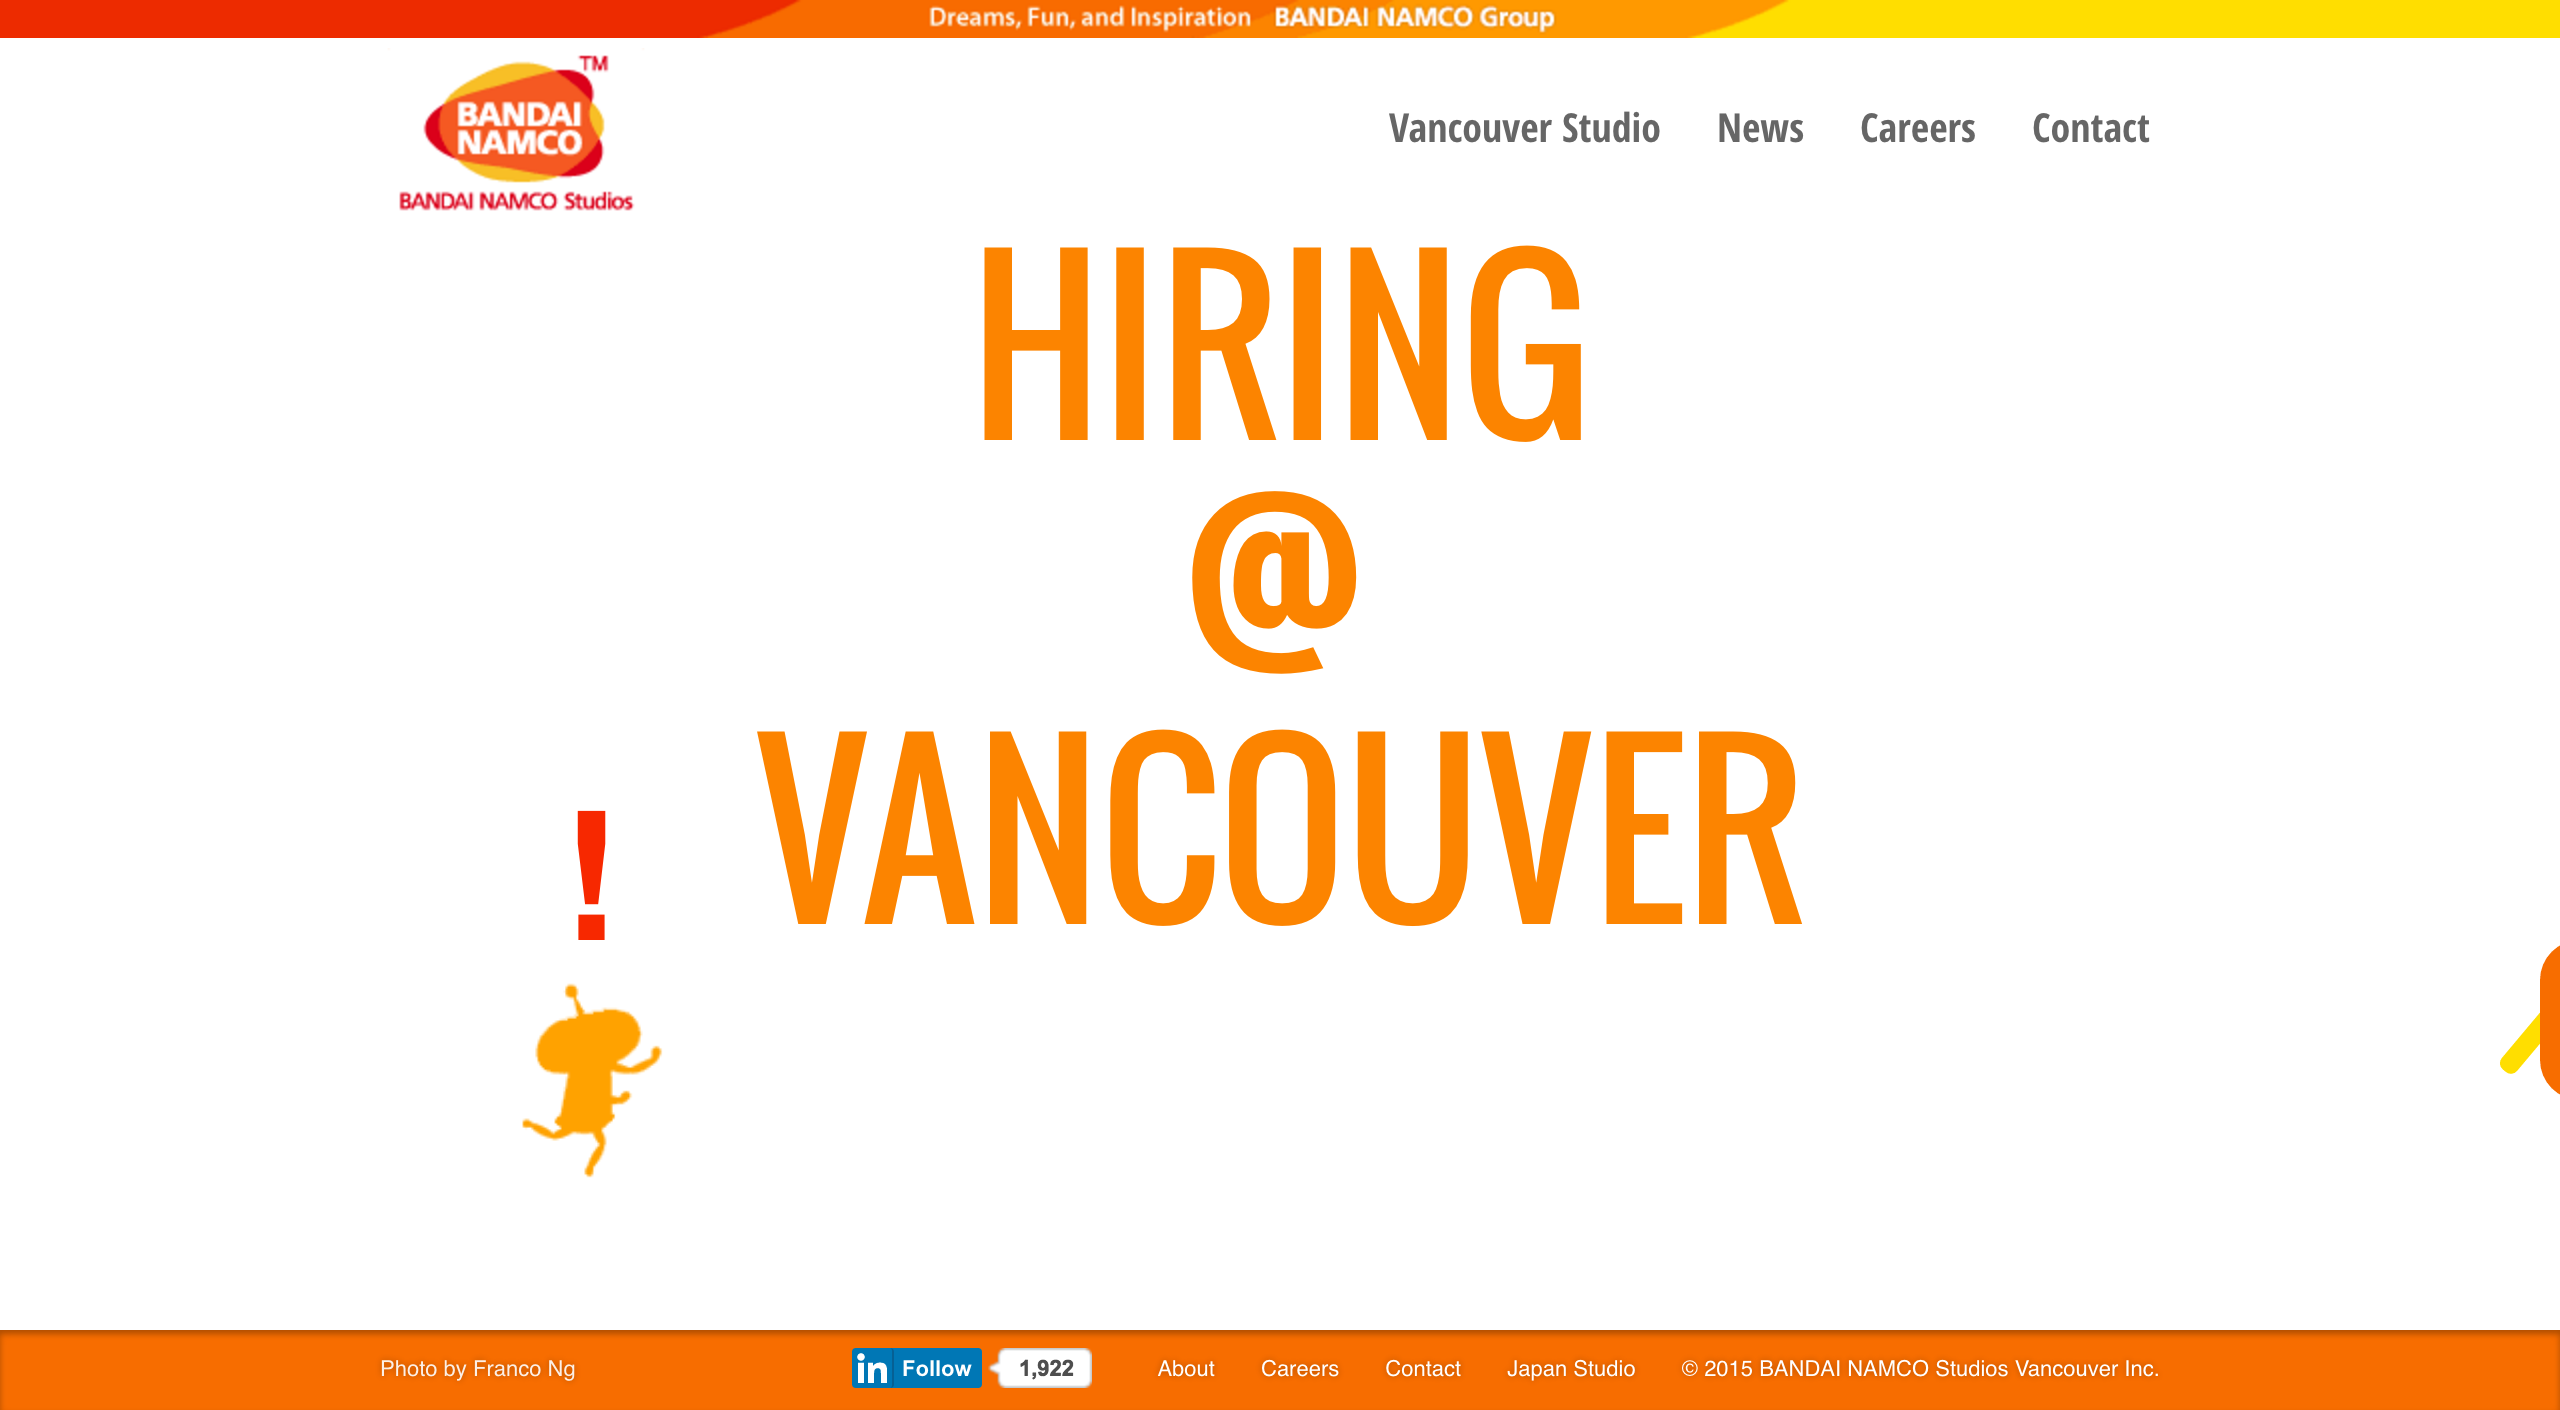 Dreams, Fun, and Inspiration BANDAI NAMCO Group
TM
BANDAI
NAMCO
BANDAI NAMCO Studios
Vancouver Studio News Careers Contact
HIRING
@
VANCOUVER
!
Photo by Franco Ng in Follow 1,922 About Careers Contact Japan Studio © 2015 BANDAI NAMCO Studios Vancouver Inc.